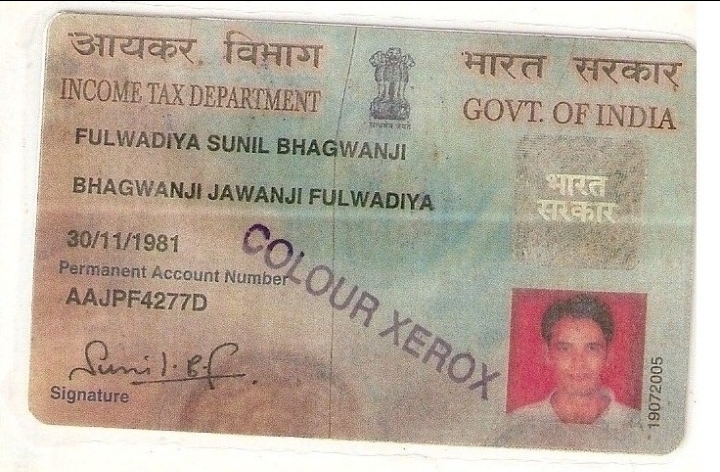 आयकर विभाग
INCOME TAX DEPARTMENT
भारत सरकार
GOVT. OF INDIA
FULWADIYA SUNIL BHAGWANJI
BHAGWANJI JAWANJI FULWADIYA
भारत
सरकार
30/11/1981
Permanent Account Number
AAJPF4277D
COLOUR XEROX
Sunil.B.F.
Signature
19072005